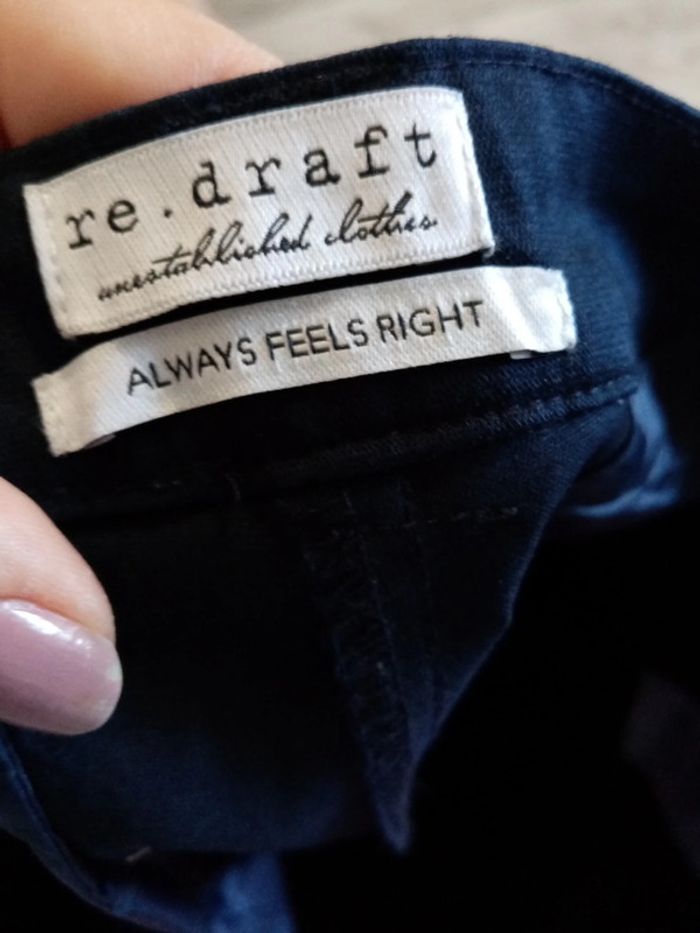 re.draft
unestablished clothes
ALWAYS FEELS RIGHT